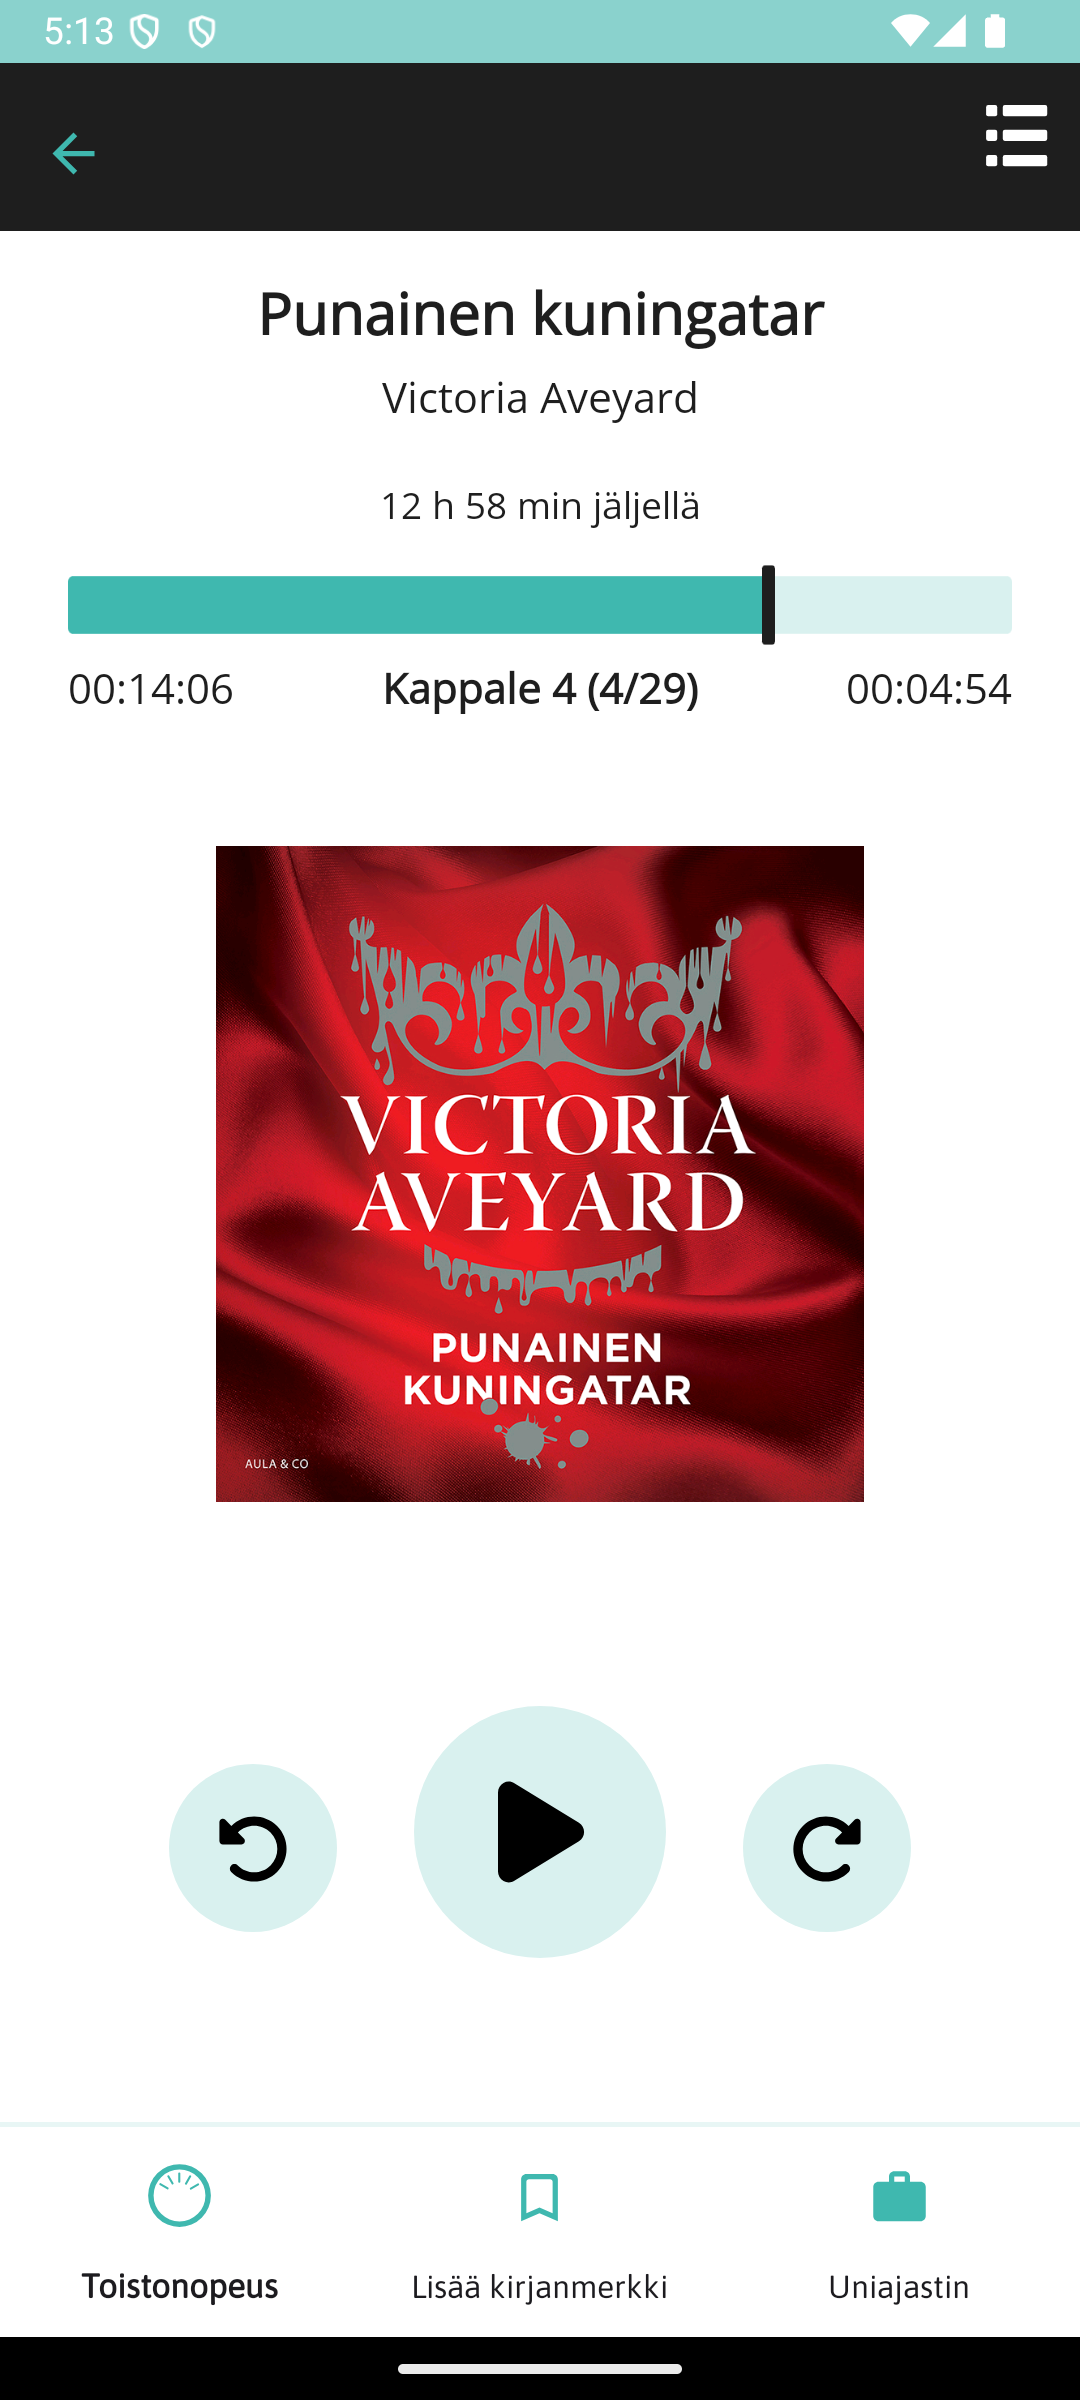 5:13
Punainen kuningatar
Victoria Aveyard
12 h 58 min jäljellä
00:14:06 Kappale 4 (4/29) 00:04:54
VICTORIA
AVEYARD
PUNAINEN
KUNINGATAR
AULA & CO
Toistonopeus Lisää kirjanmerkki Uniajastin